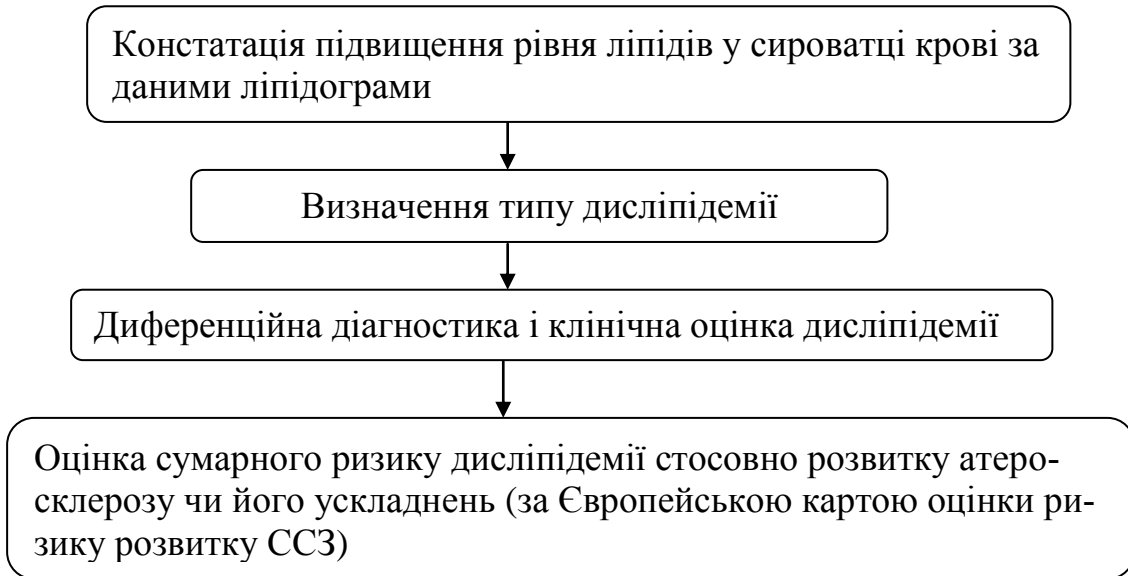 Констатація підвищення рівня ліпідів у сироватці крові за
даними ліпідограми
Визначення типу дисліпідемії
Диференційна діагностика і клінічна оцінка дисліпідемії
Оцінка сумарного ризику дисліпідемії стосовно розвитку атеро-
склерозу чи його ускладнень (за Європейською картою оцінки ри-
зику розвитку ССЗ)